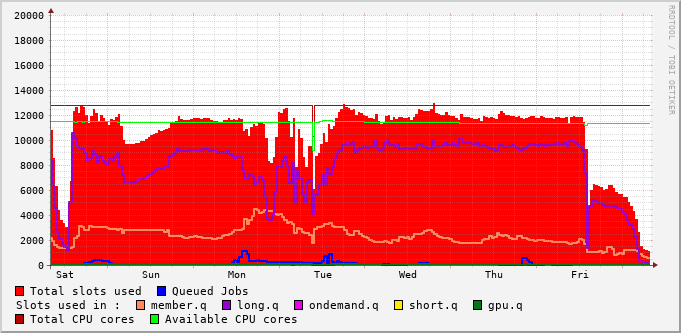 20000
18000
16000
14000
12000
10000
8000
6000
4000
2000
0
Sat Sun Mon Tue Wed Thu Fri
RRDTOOL / TOBI OETIKER
Total slots used Queued Jobs
Slots used in : member.q long.q ondemand.q short.q gpu.q
Total CPU cores Available CPU cores